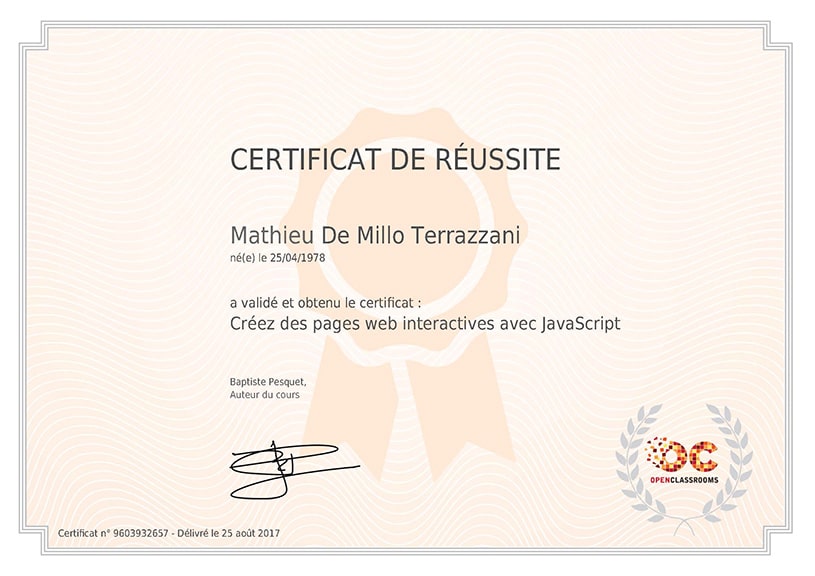 CERTIFICAT DE RÉUSSITE
Mathieu De Millo Terrazzani
né(e) le 25/04/1978
a validé et obtenu le certificat :
Créez des pages web interactives avec JavaScript
Baptiste Pesquet,
Auteur du cours
OC
OPENCLASSROOMS
Certificat n° 9603932657 - Délivré le 25 août 2017